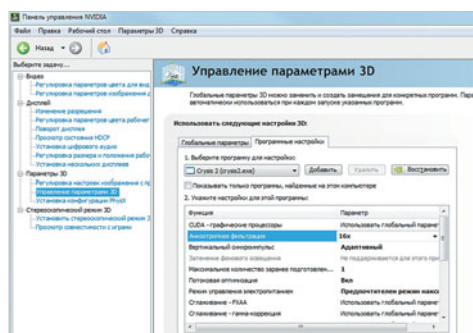 Панель управления NVIDIA
Файл Правка Рабочий стол Параметры 3D Справка
Назад
Выберите задачу...
Видео
Регулировка параметров цвета для вид
Регулировка параметров изображения д
Дисплей
Изменение разрешения
Регулировка параметров цвета рабочег
Поворот дисплея
Просмотр состояния HDCP
Установка цифрового аудио
Регулировка размера и положения рабо
Установка нескольких дисплеев
Параметры 3D
Регулировка настроек изображения с пр
Управление параметрами 3D
Установка конфигурации PhysX
Стереоскопический режим 3D
Установить стереоскопический режим 3
Просмотр совместимости с играми
Управление параметрами 3D
Глобальные параметры 3D можно заменить и создать замещения для конкретных программ. Пара
автоматически использоваться при каждом запуске указанных программ.
Использовать следующие настройки 3D:
Глобальные параметры Программные настройки
1. Выберите программу для настройки:
Crysis 2 (crysis2.exe) Добавить Удалить Восстановить
Показывать только программы, найденные на этом компьютере
2. Укажите настройки для этой программы:
Функция Параметр
CUDA - графические процессоры Использовать глобальный параме
Анизотропная фильтрация 16x
Вертикальный синхроимпульс Адаптивный
Затенение фонового освещения Не поддерживается для этого при
Максимальное количество заранее подготовлен... 1
Потоковая оптимизация Вкл
Режим управления электропитанием Предпочтителен режим макс
Сглаживание - FXAA Использовать глобальный параме
Сглаживание - гамма-коррекция Использовать глобальный параме